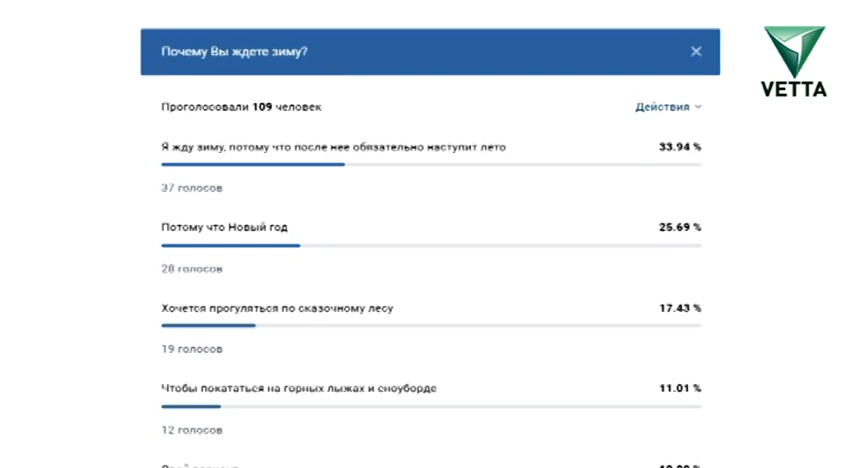 Почему Вы ждете зиму?
VETTA
Проголосовали 109 человек
Действия
Я жду зиму, потому что после нее обязательно наступит лето
33.94 %
37 голосов
Потому что Новый год
25.69 %
28 голосов
Хочется прогуляться по сказочному лесу
17.43 %
19 голосов
Чтобы покататься на горных лыжах и сноуборде
11.01 %
12 голосов